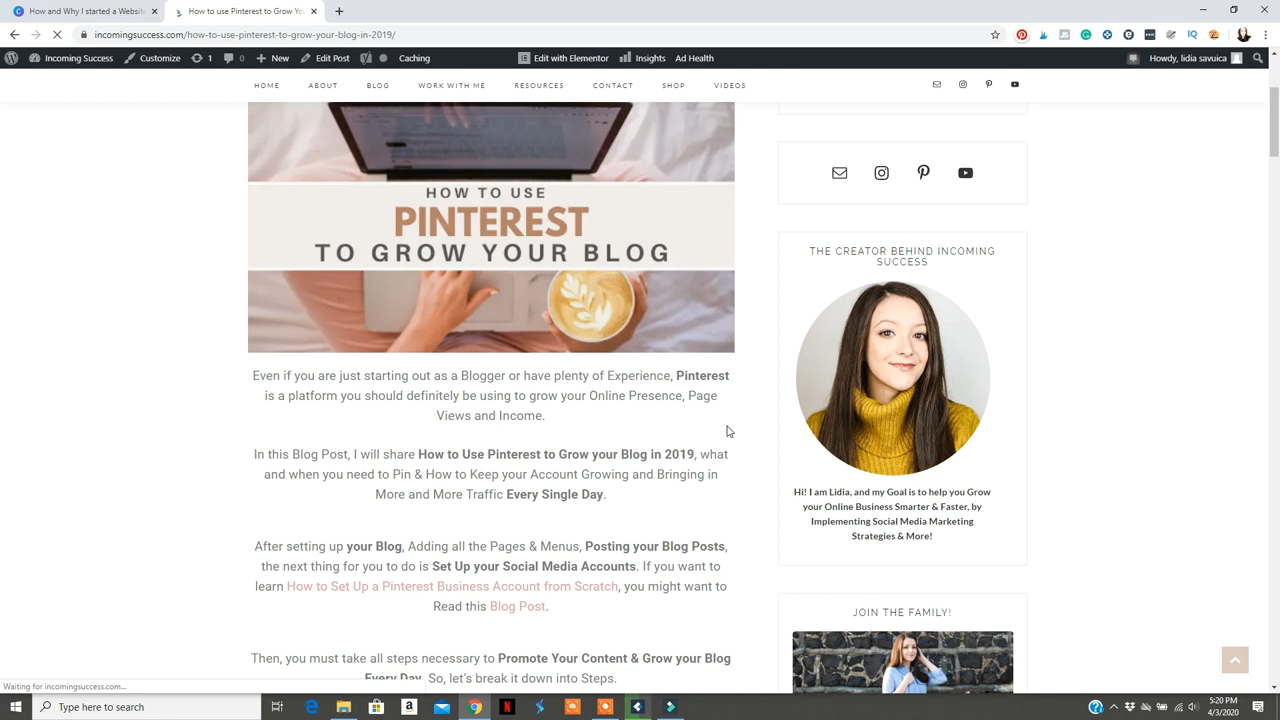 How and Why I started a Website
How to use Pinterest to Grow Yo
incomingsuccess.com/how-to-use-pinterest-to-grow-your-blog-in-2019/
Incoming Success Customize 1 0 New Edit Post Caching Edit with Elementor Insights Ad Health Howdy, lidia savuica
HOME ABOUT BLOG WORK WITH ME RESOURCES CONTACT SHOP VIDEOS
HOW TO USE
PINTEREST
TO GROW YOUR BLOG
Even if you are just starting out as a Blogger or have plenty of Experience, Pinterest
is a platform you should definitely be using to grow your Online Presence, Page
Views and Income.
In this Blog Post, I will share How to Use Pinterest to Grow your Blog in 2019, what
and when you need to Pin & How to Keep your Account Growing and Bringing in
More and More Traffic Every Single Day.
After setting up your Blog, Adding all the Pages & Menus, Posting your Blog Posts,
the next thing for you to do is Set Up your Social Media Accounts. If you want to
learn How to Set Up a Pinterest Business Account from Scratch, you might want to
Read this Blog Post.
Then, you must take all steps necessary to Promote Your Content & Grow your Blog
Every Day. So, let's break it down into Steps.
THE CREATOR BEHIND INCOMING
SUCCESS
Hi! I am Lidia, and my Goal is to help you Grow
your Online Business Smarter & Faster, by
Implementing Social Media Marketing
Strategies & More!
JOIN THE FAMILY!
Waiting for incomingsuccess.com...
Type here to search
5:20 PM
4/3/2020